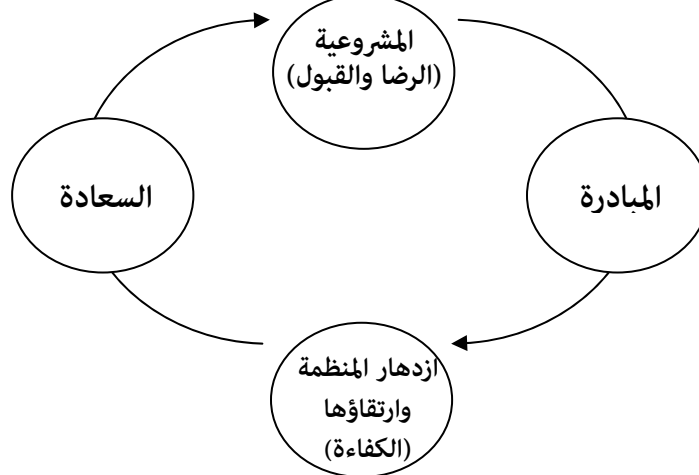 المشروعية
(الرضا والقبول)
المبادرة
السعادة
ازدهار المنظمة
وارتقاؤها
(الكفاءة)